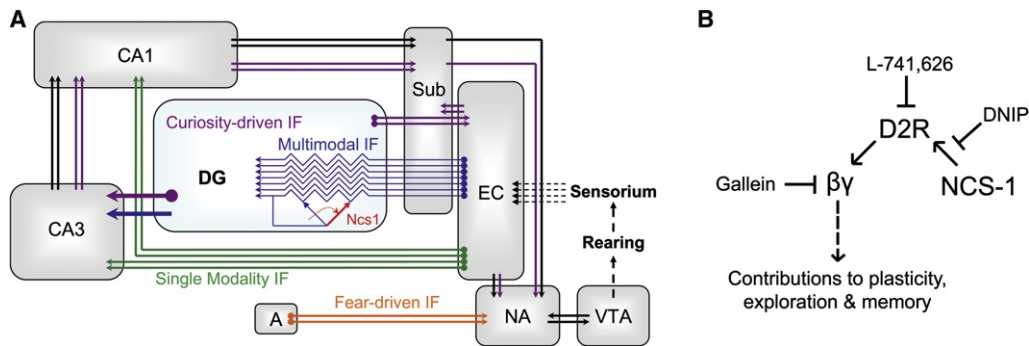 A
CA1
Sub
Curiosity-driven IF
Multimodal IF
DG
Ncs1
EC
Sensorium
CA3
Rearing
Single Modality IF
Fear-driven IF
A
NA
VTA
B
L-741,626
DNIP
D2R
Gallein
βγ
NCS-1
Contributions to plasticity,
exploration & memory